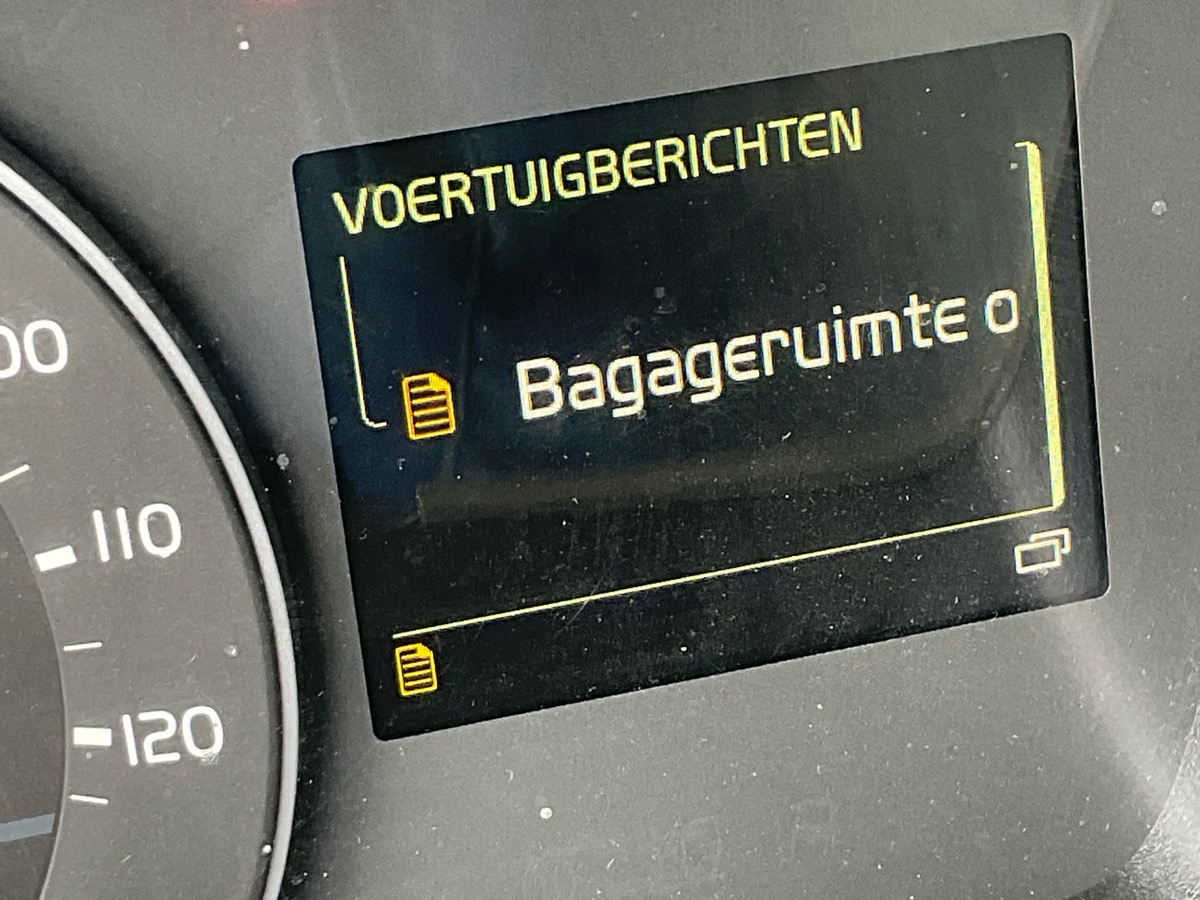 VOERTUIGBERICHTEN
Bagageruimte o
00
110
120